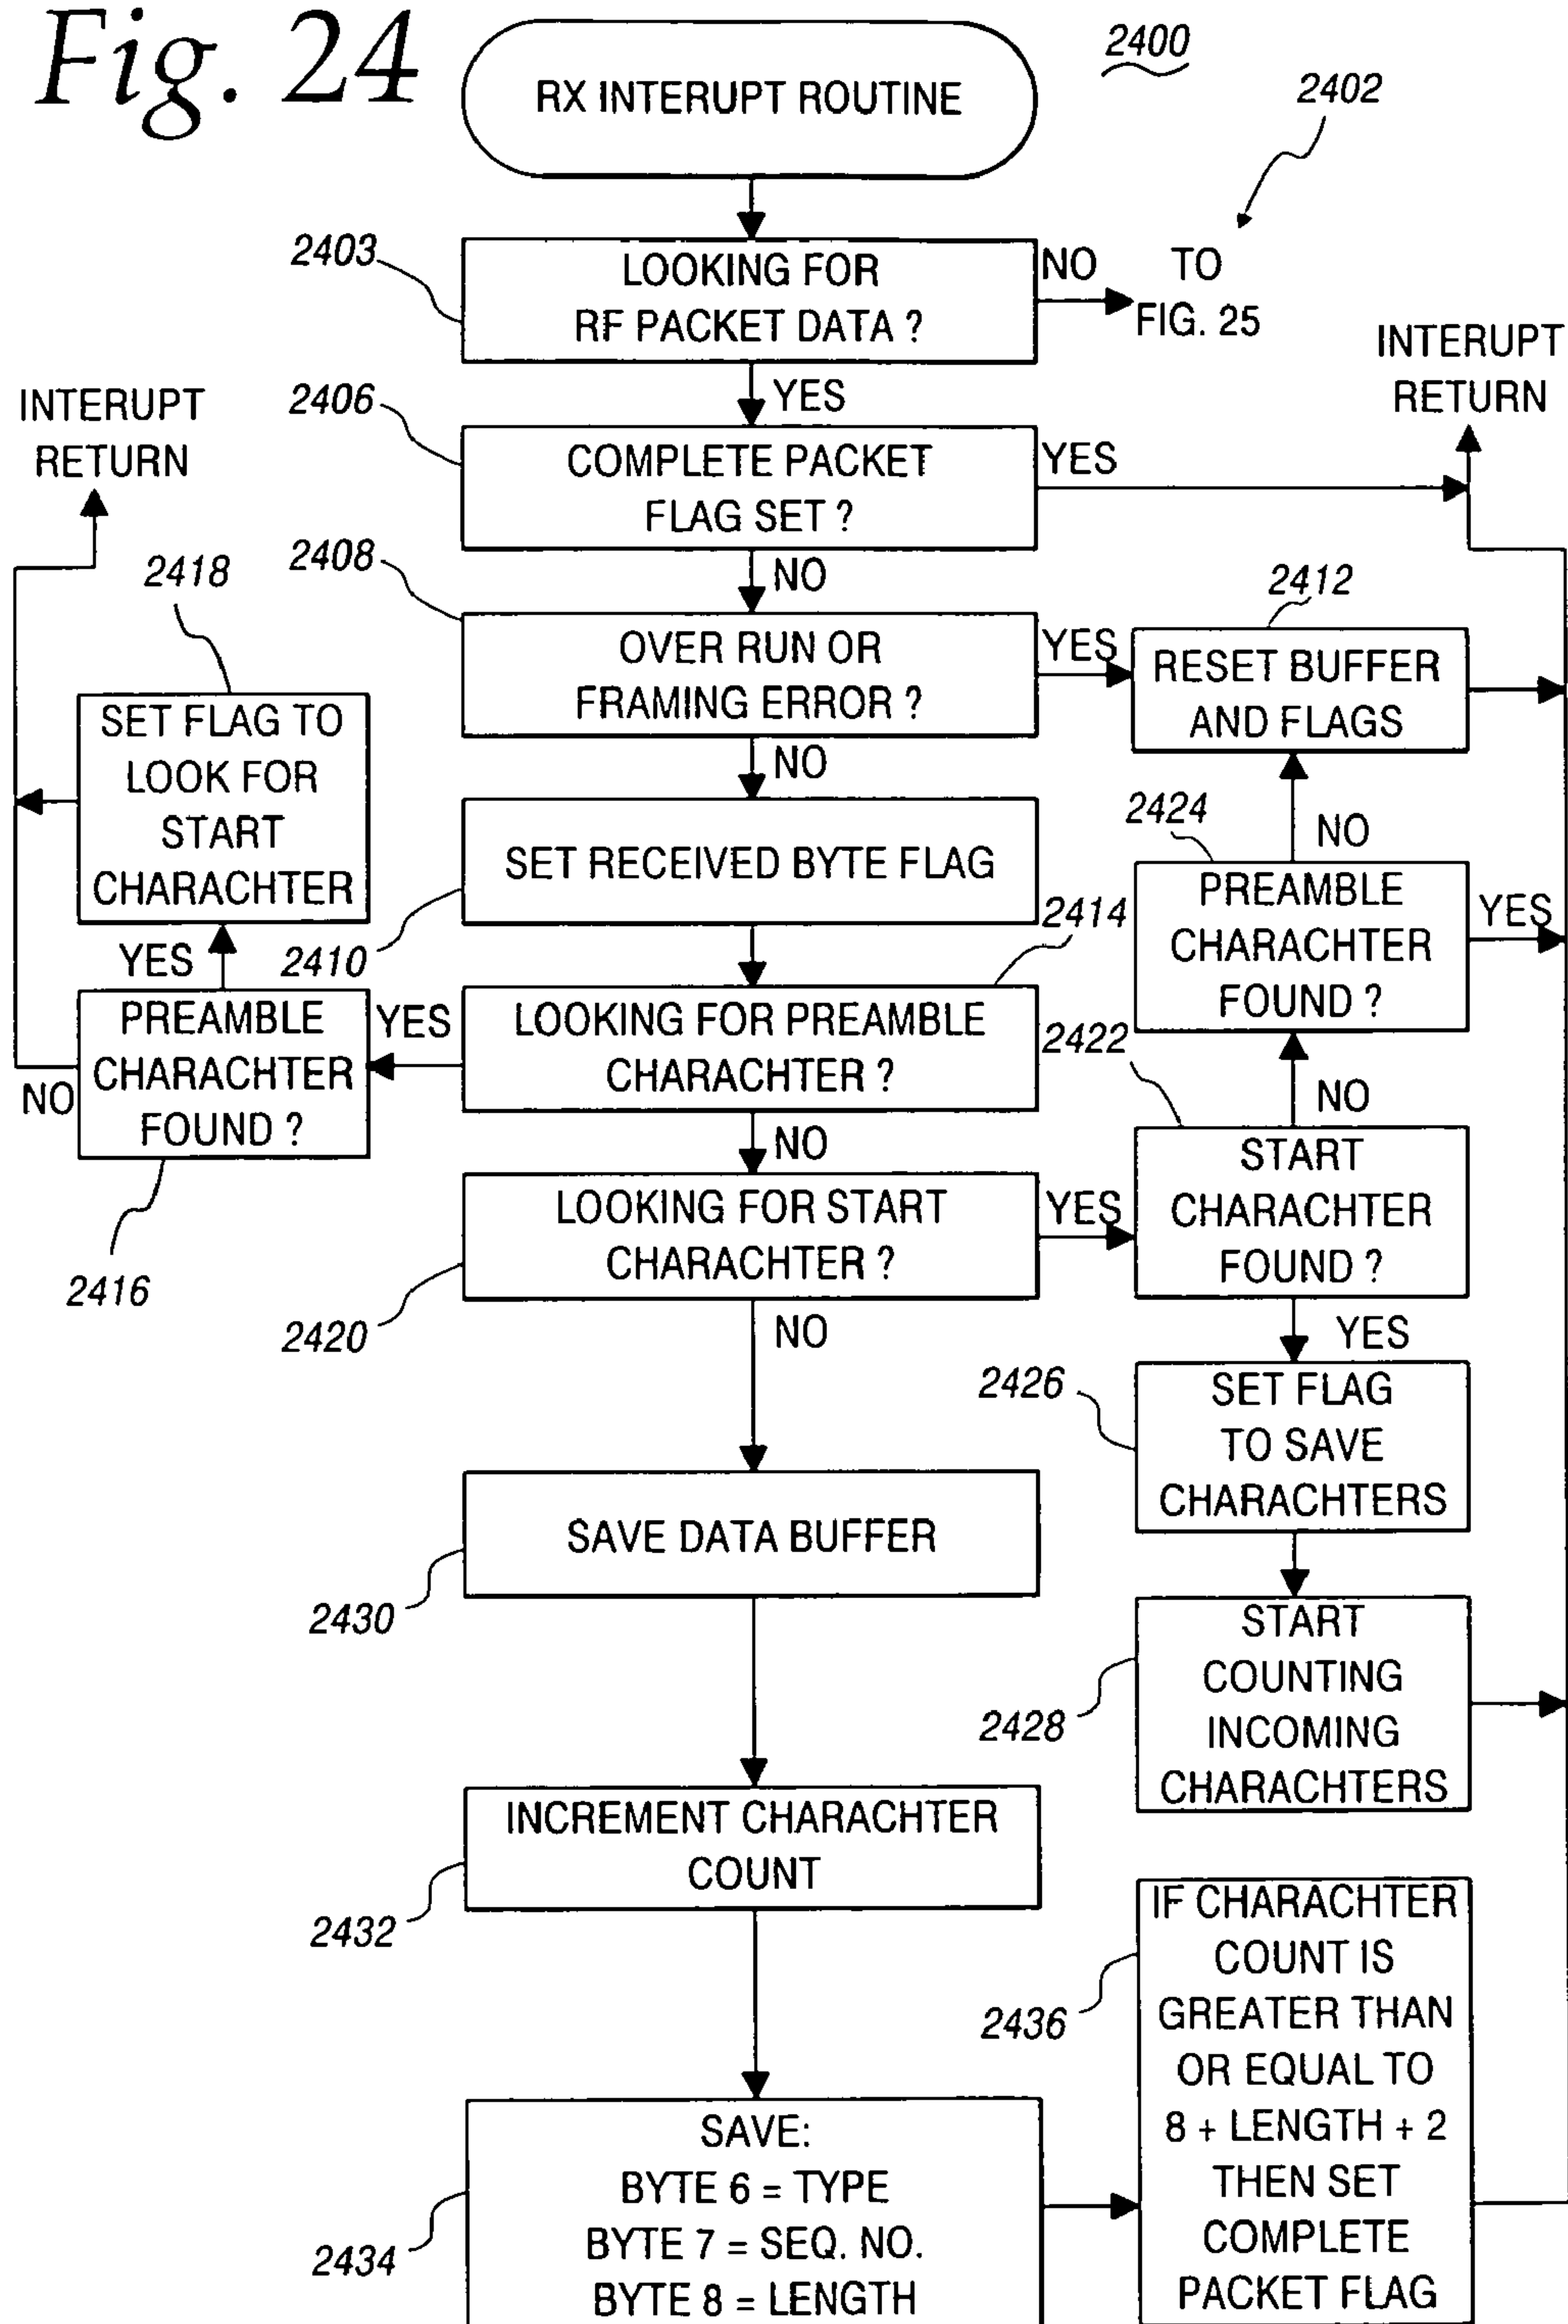 Fig. 24
2400
RX INTERUPT ROUTINE
2402
2403
LOOKING FOR
RF PACKET DATA ?
NO
TO
FIG. 25
INTERUPT
RETURN
YES
2406
COMPLETE PACKET
FLAG SET ?
YES
INTERUPT
RETURN
NO
2408
OVER RUN OR
FRAMING ERROR ?
YES
2412
RESET BUFFER
AND FLAGS
2418
SET FLAG TO
LOOK FOR
START
CHARACHTER
NO
SET RECEIVED BYTE FLAG
2410
2424
NO
PREAMBLE
CHARACHTER
FOUND ?
YES
2414
YES
PREAMBLE
CHARACHTER
FOUND ?
NO
2416
YES
LOOKING FOR PREAMBLE
CHARACHTER ?
2422
NO
START
CHARACHTER
FOUND ?
NO
LOOKING FOR START
CHARACHTER ?
YES
2420
NO
YES
2426
SET FLAG
TO SAVE
CHARACHTERS
SAVE DATA BUFFER
2430
START
COUNTING
INCOMING
CHARACHTERS
2428
INCREMENT CHARACHTER
COUNT
2432
IF CHARACHTER
COUNT IS
GREATER THAN
OR EQUAL TO
8 + LENGTH + 2
THEN SET
COMPLETE
PACKET FLAG
2436
SAVE:
BYTE 6 = TYPE
BYTE 7 = SEQ. NO.
BYTE 8 = LENGTH
2434